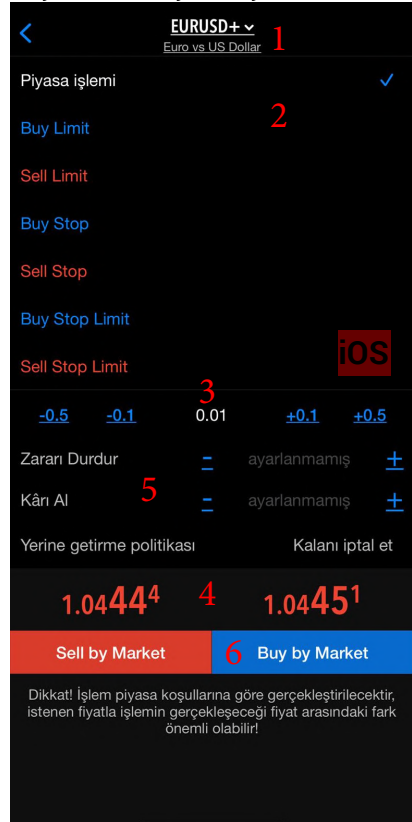 EURUSD+
Euro vs US Dollar 1
Piyasa işlemi
2
Buy Limit
Sell Limit
Buy Stop
Sell Stop
Buy Stop Limit
iOS
Sell Stop Limit
3
-0.5 -0.1 0.01 +0.1 +0.5
Zararı Durdur - ayarlanmamış +
Kârı Al 5 - ayarlanmamış +
Yerine getirme politikası Kalanı iptal et
1.04444 4 1.04451
Sell by Market 6 Buy by Market
Dikkat! İşlem piyasa koşullarına göre gerçekleştirilecektir,
istenen fiyatla işlemin gerçekleşeceği fiyat arasındaki fark
önemli olabilir!